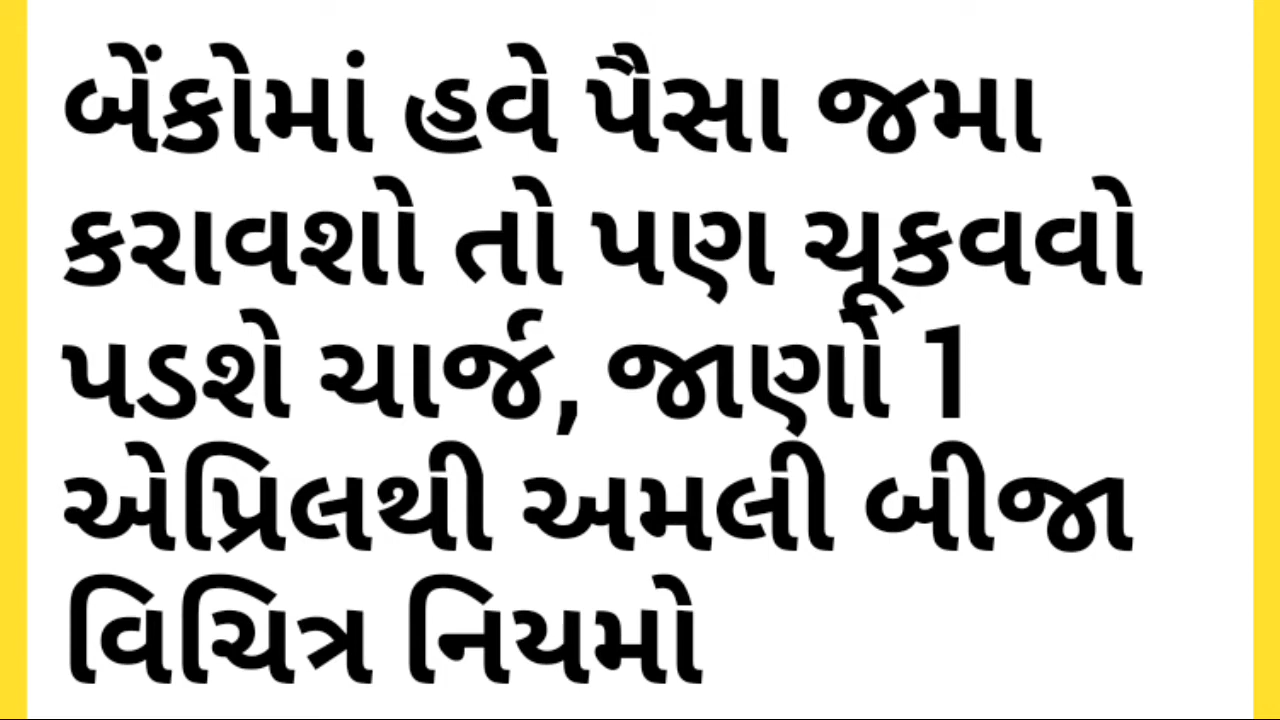 બેંકોમાં હવે પૈસા જમા
કરાવશો તો પણ ચૂકવવો
પડશે ચાર્જ, જાણો 1
એપ્રિલથી અમલી બીજા
વિચિત્ર નિયમો